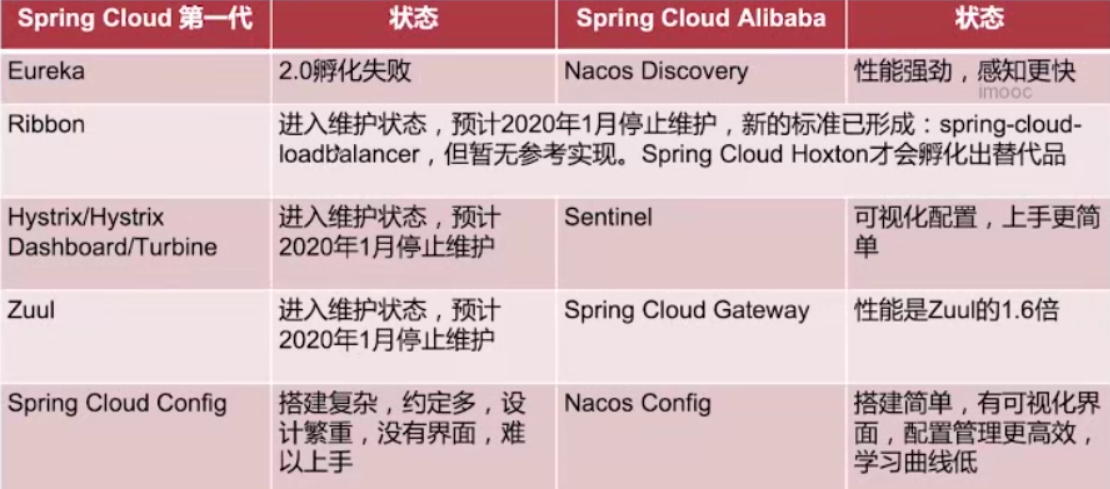 Spring Cloud 第一代 状态 Spring Cloud Alibaba 状态
Eureka 2.0孵化失败 Nacos Discovery 性能强劲，感知更快
imooc
Ribbon 进入维护状态，预计2020年1月停止维护，新的标准已形成：spring-cloud-
loadbalancer，但暂无参考实现。Spring Cloud Hoxton才会孵化出替代品
Hystrix/Hystrix
Dashboard/Turbine
进入维护状态，预计
2020年1月停止维护
Sentinel
可视化配置，上手更简
单
Zuul
进入维护状态，预计
2020年1月停止维护
Spring Cloud Gateway
性能是Zuul的1.6倍
Spring Cloud Config
搭建复杂，约定多，设
计繁重，没有界面，难
以上手
Nacos Config
搭建简单，有可视化界
面，配置管理更高效，
学习曲线低